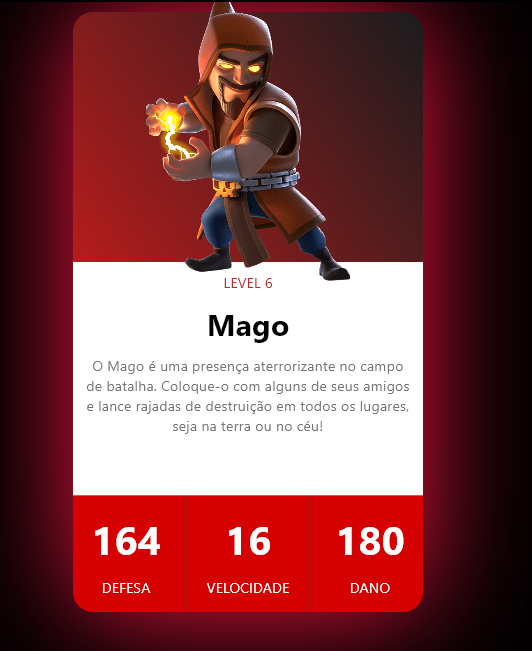 LEVEL 6
Mago
O Mago é uma presença aterrorizante no campo
de batalha. Coloque-o com alguns de seus amigos
e lance rajadas de destruição em todos os lugares,
seja na terra ou no céu!
164 16 180
DEFESA VELOCIDADE DANO